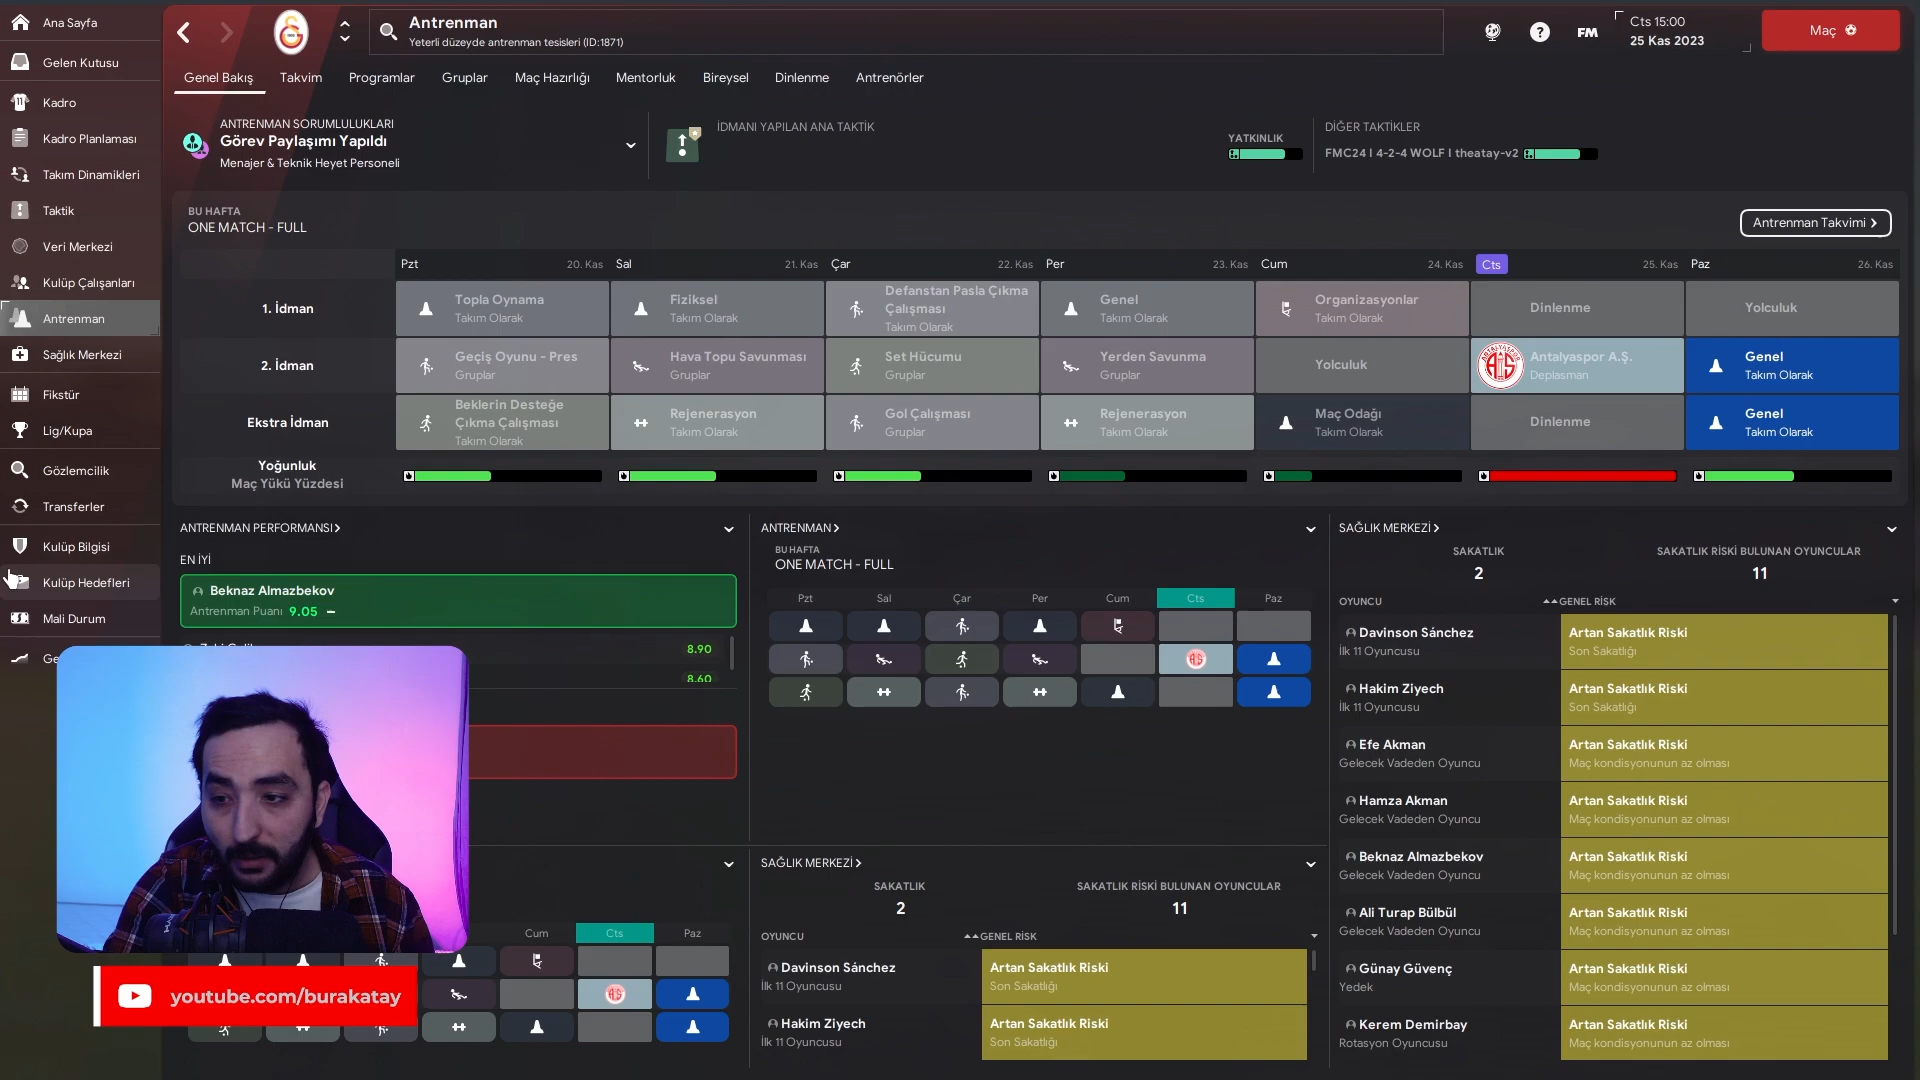 Ana Sayfa
Gelen Kutusu
Kadro
Kadro Planlaması
Takım Dinamikleri
Taktik
Veri Merkezi
Kulüp Çalışanları
Antrenman
Sağlık Merkezi
Fikstür
Lig/Kupa
Gözlemcilik
Transferler
Kulüp Bilgisi
Kulüp Hedefleri
Mali Durum
Antrenman
Yeterli düzeyde antrenman tesisleri (ID:1871)
FM
Cts 15:00
25 Kas 2023
Maç
Genel Bakış Takvim Programlar Gruplar Maç Hazırlığı Mentorluk Bireysel Dinlenme Antrenörler
ANTRENMAN SORUMLULUKLARI
Görev Paylaşımı Yapıldı
Menajer & Teknik Heyet Personeli
İDMANI YAPILAN ANA TAKTİK
YATKINLIK
DİĞER TAKTİKLER
FMC24 I 4-2-4 WOLF I theatay-v2
BU HAFTA
ONE MATCH - FULL
Antrenman Takvimi >
Pzt 20. Kas Sal 21. Kas Çar 22. Kas Per 23. Kas Cum 24. Kas Cts 25. Kas Paz 26. Kas
1. İdman
Topla Oynama
Takım Olarak
Fiziksel
Takım Olarak
Defanstan Pasla Çıkma
Çalışması
Takım Olarak
Genel
Takım Olarak
Organizasyonlar
Takım Olarak
Dinlenme
Yolculuk
2. İdman
Geçiş Oyunu - Pres
Gruplar
Hava Topu Savunması
Gruplar
Set Hücumu
Gruplar
Yerden Savunma
Gruplar
Yolculuk
Antalyaspor A.Ş.
Deplasman
Genel
Takım Olarak
Ekstra İdman
Beklerin Desteğe
Çıkma Çalışması
Takım Olarak
Rejenerasyon
Takım Olarak
Gol Çalışması
Gruplar
Rejenerasyon
Takım Olarak
Maç Odağı
Takım Olarak
Dinlenme
Genel
Takım Olarak
Yoğunluk
Maç Yükü Yüzdesi
ANTRENMAN PERFORMANSI >
EN İYİ
Beknaz Almazbekov
Antrenman Puanı 9.05 –
8.90
8.60
ANTRENMAN >
BU HAFTA
ONE MATCH - FULL
Pzt Sal Çar Per Cum Cts Paz
SAĞLIK MERKEZİ >
SAKATLIK
2
SAKATLIK RİSKİ BULUNAN OYUNCULAR
11
OYUNCU GENEL RISK
Davinson Sánchez
İlk 11 Oyuncusu
Artan Sakatlık Riski
Son Sakatlığı
Hakim Ziyech
İlk 11 Oyuncusu
Artan Sakatlık Riski
Son Sakatlığı
Efe Akman
Gelecek Vadeden Oyuncu
Artan Sakatlık Riski
Maç kondisyonunun az olması
Hamza Akman
Gelecek Vadeden Oyuncu
Artan Sakatlık Riski
Maç kondisyonunun az olması
Beknaz Almazbekov
Gelecek Vadeden Oyuncu
Artan Sakatlık Riski
Maç kondisyonunun az olması
Ali Turap Bülbül
Gelecek Vadeden Oyuncu
Artan Sakatlık Riski
Maç kondisyonunun az olması
Günay Güvenç
Yedek
Artan Sakatlık Riski
Maç kondisyonunun az olması
Kerem Demirbay
Rotasyon Oyuncusu
Artan Sakatlık Riski
Maç kondisyonunun az olması
SAĞLIK MERKEZİ >
SAKATLIK
2
SAKATLIK RİSKİ BULUNAN OYUNCULAR
11
OYUNCU GENEL RISK
Davinson Sánchez
İlk 11 Oyuncusu
Artan Sakatlık Riski
Son Sakatlığı
Hakim Ziyech
İlk 11 Oyuncusu
Artan Sakatlık Riski
Son Sakatlığı
Cum Cts Paz
youtube.com/burakatay